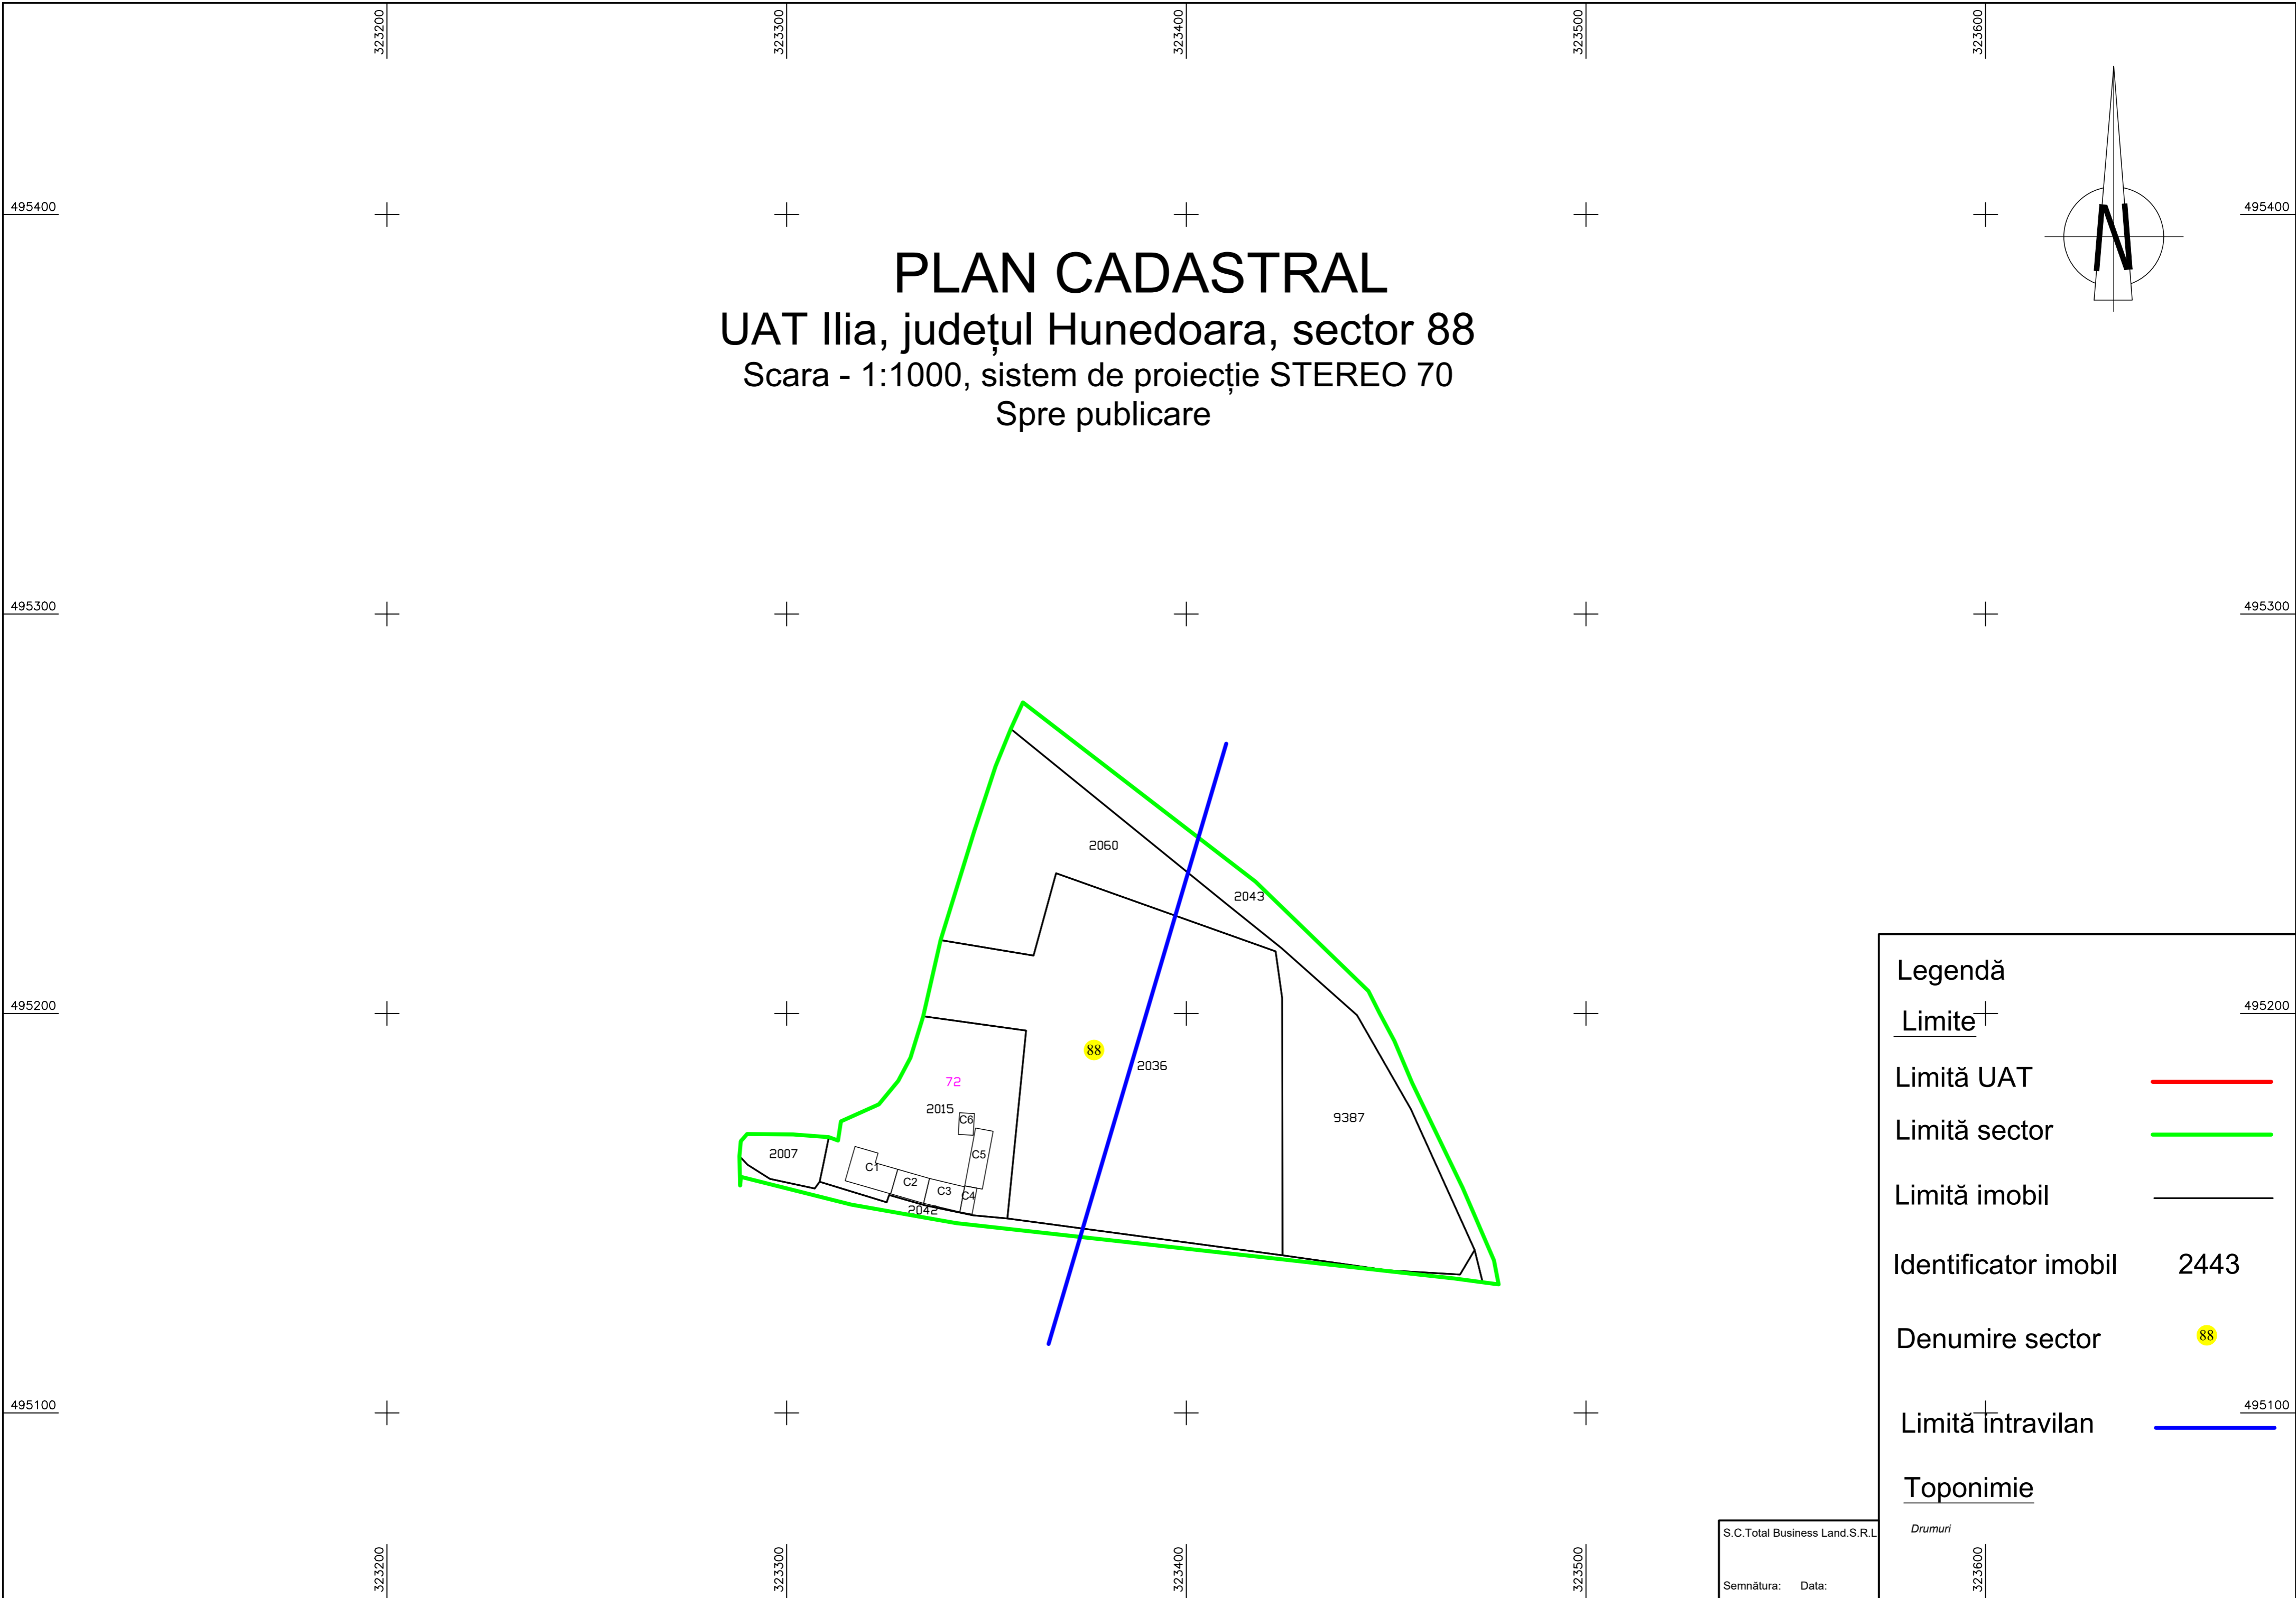 323200
323300
323400
323500
323600
495400
495400
N
PLAN CADASTRAL
UAT Ilia, județul Hunedoara, sector 88
Scara - 1:1000, sistem de proiecție STEREO 70
Spre publicare
495300
495300
2060
2043
495200
495200
88
2036
72
2015
C6
9387
2007
C5
C1
C2
C3
C4
2042
Legendă
Limite
Limită UAT
Limită sector
Limită imobil
Identificator imobil 2443
Denumire sector 88
495100
495100
Limită intravilan
Toponimie
Drumuri
S.C.Total Business Land.S.R.L
Semnătura: Data:
323200
323300
323400
323500
323600